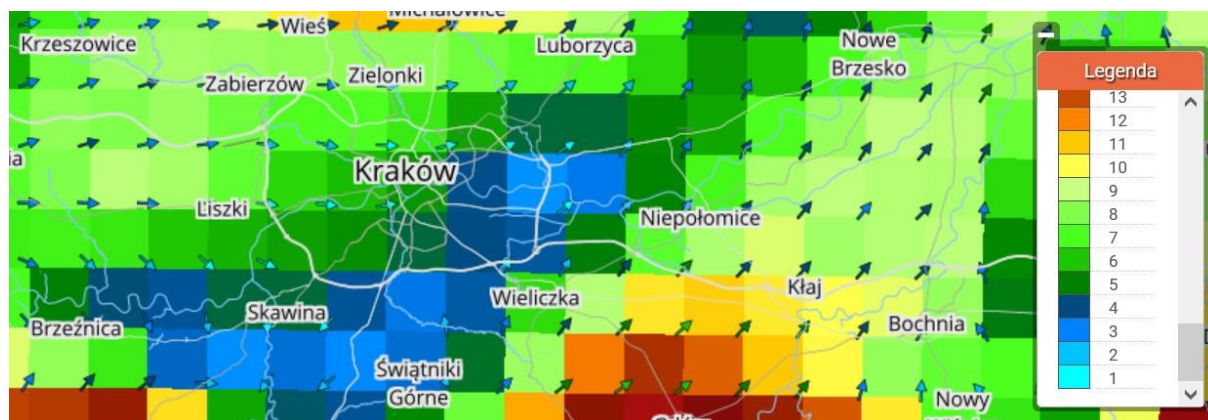 Michałowice
Wieś
Krzeszowice
Luborzyca
Nowe
Brzesko
Zielonki
Zabierzów
Legenda
13
12
11
10
9
8
7
6
5
4
3
2
1
ia
Kraków
Liszki
Niepołomice
Kłaj
Wieliczka
Skawina
Brzeźnica
Bochnia
Świątniki
Górne
Nowy